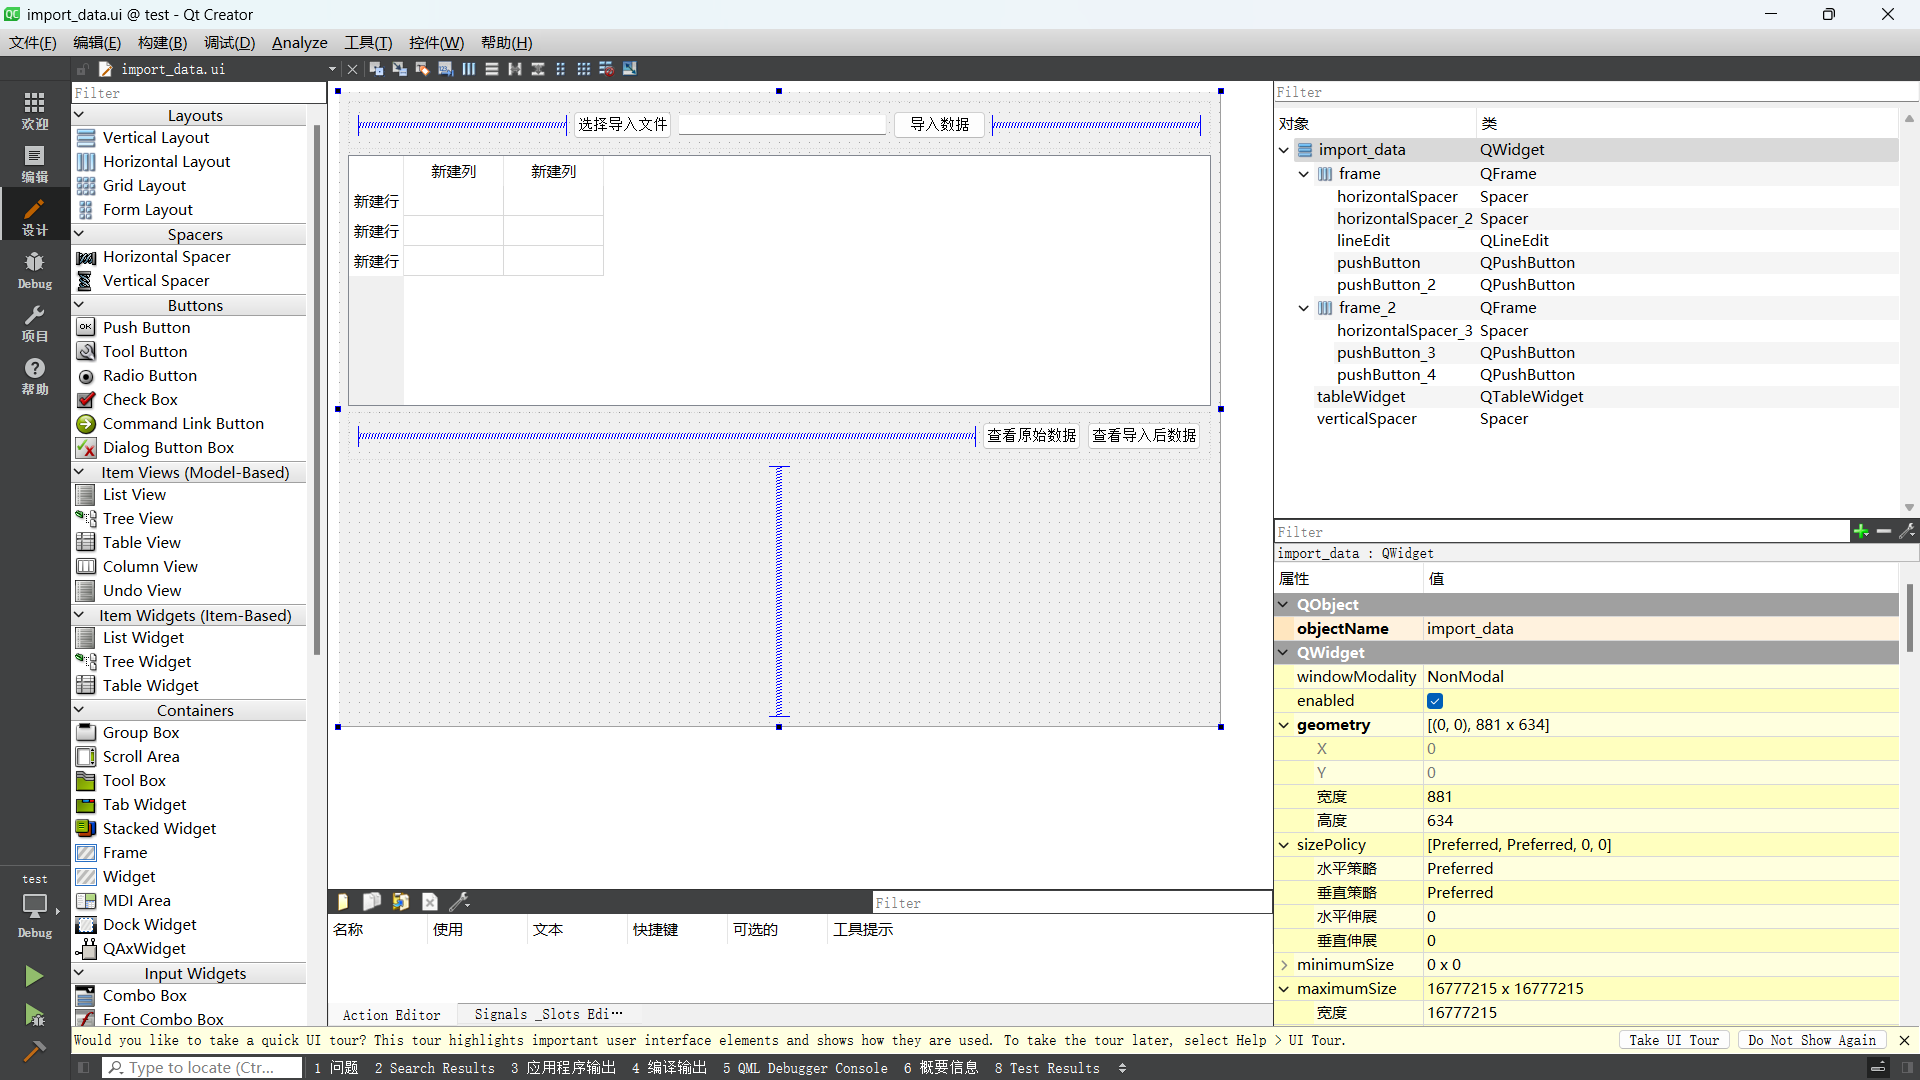 import_data.ui @ test - Qt Creator
文件(F) 编辑(E) 构建(B) 调试(D) Analyze 工具(T) 控件(W) 帮助(H)
import_data.ui
欢迎
编辑
设计
Debug
项目
帮助
test
Debug
Filter
Layouts
Vertical Layout
Horizontal Layout
Grid Layout
Form Layout
Spacers
Horizontal Spacer
Vertical Spacer
Buttons
Push Button
Tool Button
Radio Button
Check Box
Command Link Button
Dialog Button Box
Item Views (Model-Based)
List View
Tree View
Table View
Column View
Undo View
Item Widgets (Item-Based)
List Widget
Tree Widget
Table Widget
Containers
Group Box
Scroll Area
Tool Box
Tab Widget
Stacked Widget
Frame
Widget
MDI Area
Dock Widget
QAxWidget
Input Widgets
Combo Box
Font Combo Box
选择导入文件 导入数据
新建列 新建列
新建行
新建行
新建行
查看原始数据 查看导入后数据
Filter
名称 使用 文本 快捷键 可选的 工具提示
Action Editor Signals _Slots Edi…
Filter
对象 类
import_data QWidget
frame QFrame
horizontalSpacer Spacer
horizontalSpacer_2 Spacer
lineEdit QLineEdit
pushButton QPushButton
pushButton_2 QPushButton
frame_2 QFrame
horizontalSpacer_3 Spacer
pushButton_3 QPushButton
pushButton_4 QPushButton
tableWidget QTableWidget
verticalSpacer Spacer
Filter
import_data : QWidget
属性 值
QObject
objectName import_data
QWidget
windowModality NonModal
enabled
geometry [(0, 0), 881 x 634]
X 0
Y 0
宽度 881
高度 634
sizePolicy [Preferred, Preferred, 0, 0]
水平策略 Preferred
垂直策略 Preferred
水平伸展 0
垂直伸展 0
minimumSize 0 x 0
maximumSize 16777215 x 16777215
宽度 16777215
Would you like to take a quick UI tour? This tour highlights important user interface elements and shows how they are used. To take the tour later, select Help > UI Tour. Take UI Tour Do Not Show Again
Type to locate (Ctr... 1 问题 2 Search Results 3 应用程序输出 4 编译输出 5 QML Debugger Console 6 概要信息 8 Test Results